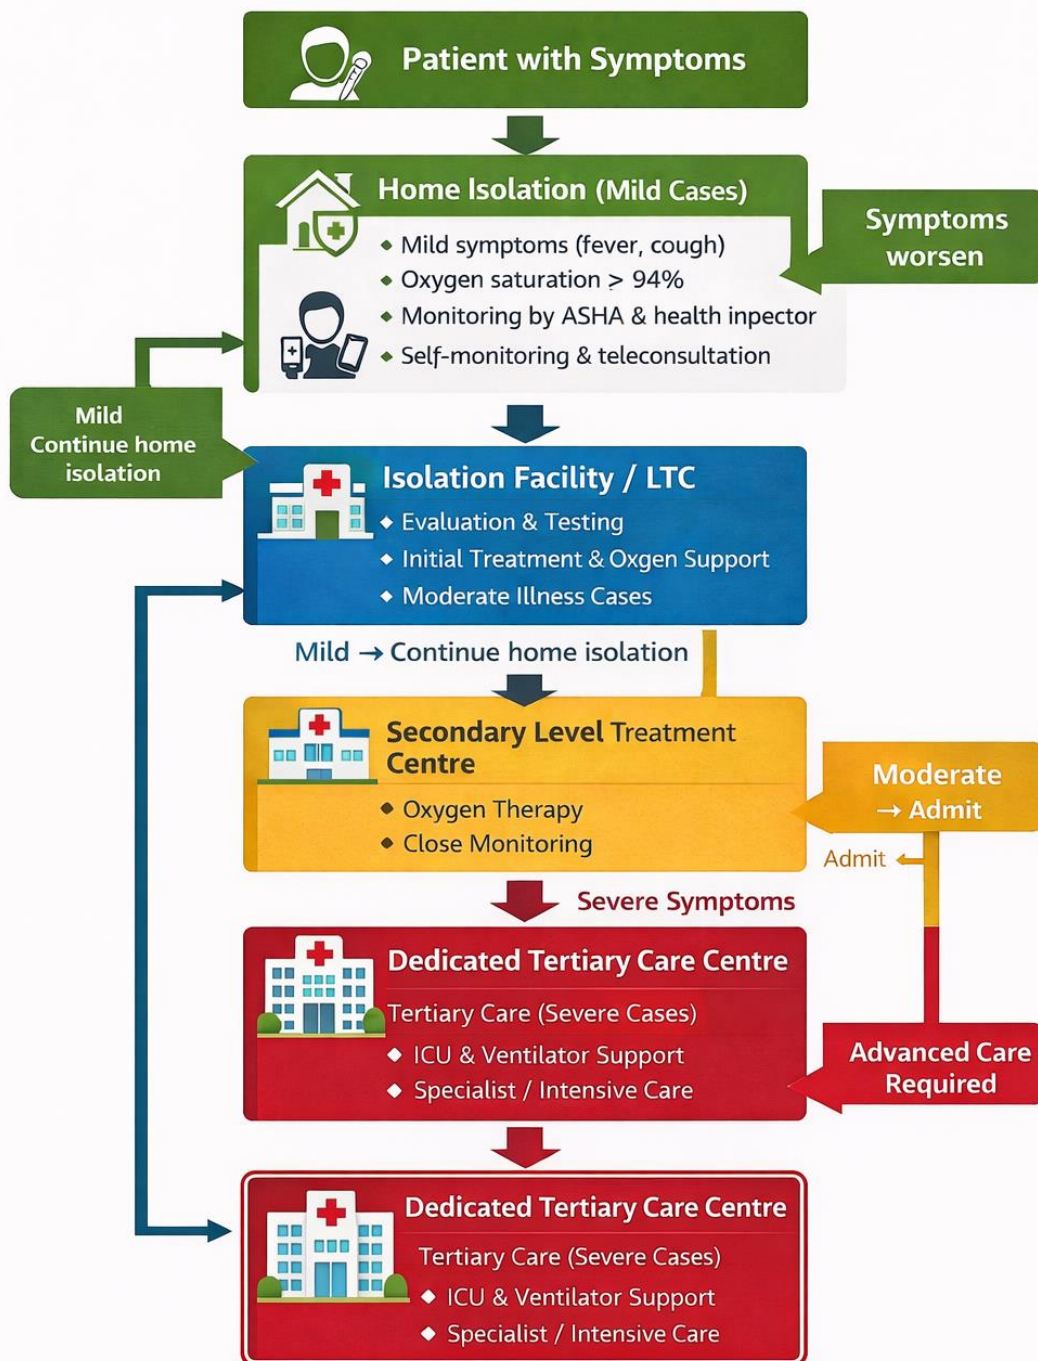 Patient with Symptoms
Home Isolation (Mild Cases)
◆ Mild symptoms (fever, cough)
◆ Oxygen saturation > 94%
◆ Monitoring by ASHA & health inpector
◆ Self-monitoring & teleconsultation
Symptoms
worsen
Mild
Continue home
isolation
Isolation Facility / LTC
◆ Evaluation & Testing
◆ Initial Treatment & Oxgen Support
◆ Moderate Illness Cases
Mild → Continue home isolation
Secondary Level Treatment
Centre
◆ Oxygen Therapy
◆ Close Monitoring
Moderate
→ Admit
Admit
Severe Symptoms
Dedicated Tertiary Care Centre
Tertiary Care (Severe Cases)
◆ ICU & Ventilator Support
◆ Specialist / Intensive Care
Advanced Care
Required
Dedicated Tertiary Care Centre
Tertiary Care (Severe Cases)
◆ ICU & Ventilator Support
◆ Specialist / Intensive Care